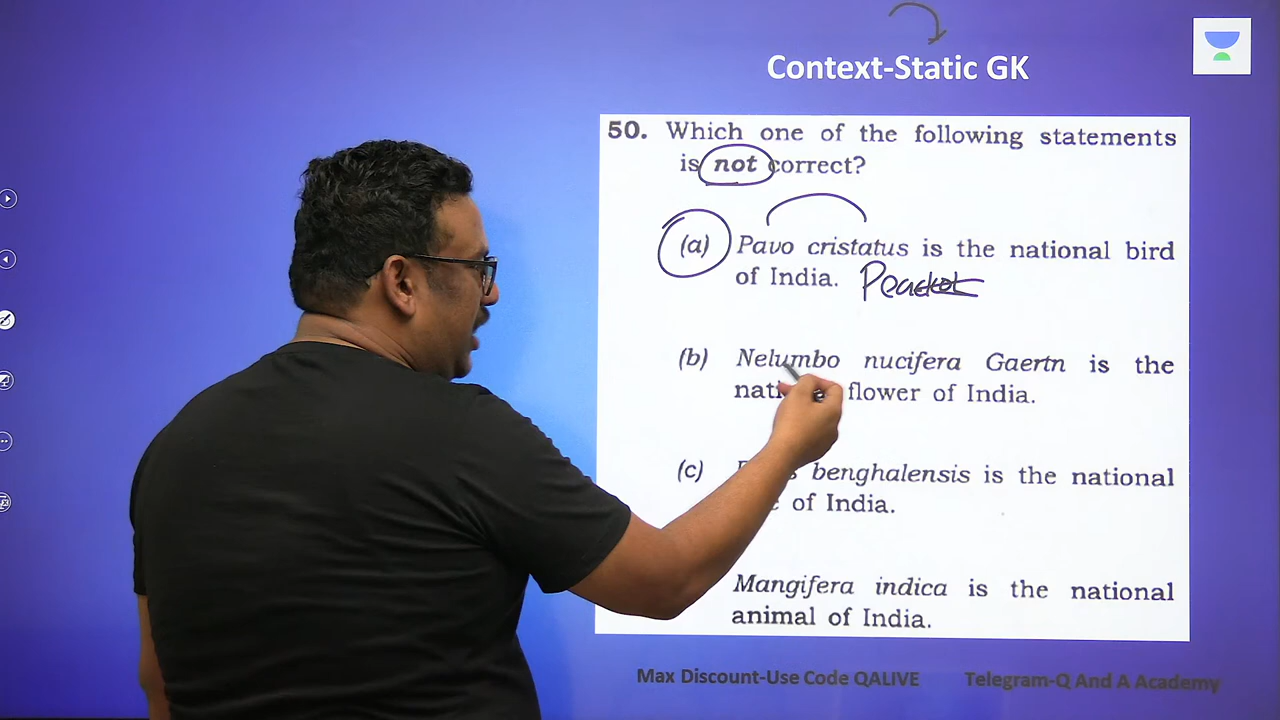 Context-Static GK
50. Which one of the following statements
is not correct?
(a) Pavo cristatus is the national bird
of India.
(b) Nelumbo nucifera Gaertn is the
flower of India.
(c) benghalensis is the national
of India.
Mangifera indica is the national
animal of India.
Max Discount-Use Code QALIVE
Telegram-Q And A Academy